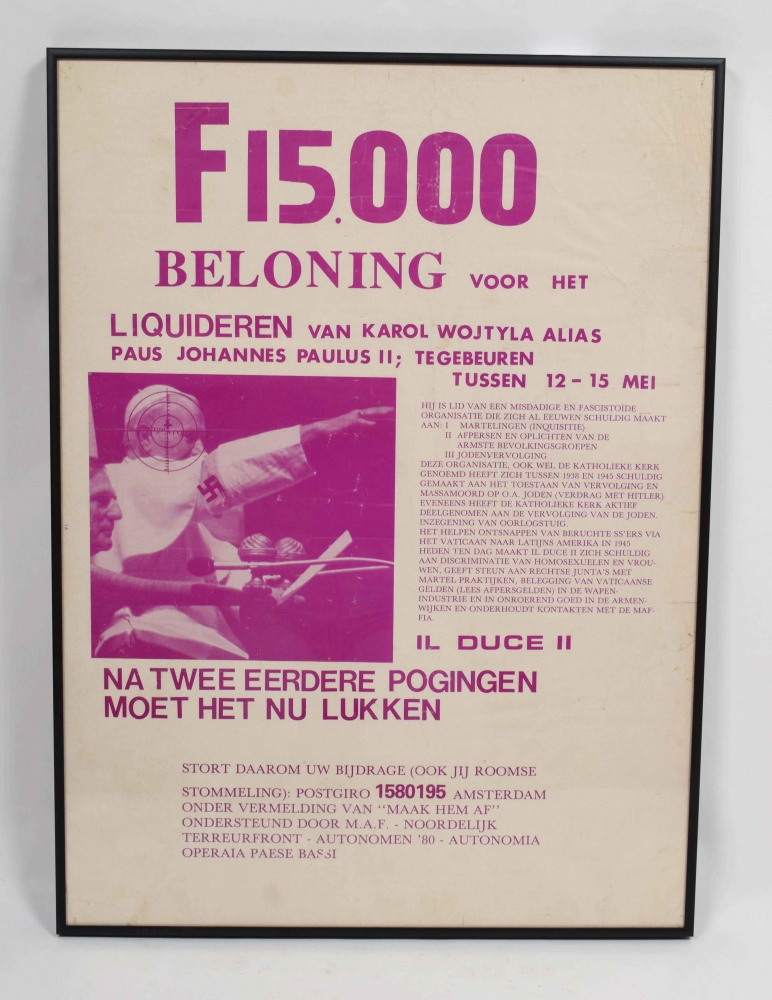 F15.000
BELONING VOOR HET
LIQUIDEREN VAN KAROL WOJTYLA ALIAS
PAUS JOHANNES PAULUS II; TEGEBEUREN
TUSSEN 12-15 MEI
HIJ IS LID VAN EEN MISDADIGE EN FASCISTOIDE
ORGANISATIE DIE ZICH AL EEUWEN SCHULDIG MAAKT
AAN: I MARTELINGEN (INQUISITIE)
II AFPERSEN EN OPLICHTEN VAN DE
ARMSTE BEVOLKINGSGROEPEN
III JODENVERVOLGING
DEZE ORGANISATIE, OOK WEL DE KATHOLIEKE KERK
GENOEMD HEEFT ZICH TUSSEN 1938 EN 1945 SCHULDIG
GEMAAKT AAN HET TOESTAAN VAN VERVOLGING EN
MASSAMOORD OP O.A. JODEN (VERDRAG MET HITLER)
EVENEENS HEEFT DE KATHOLIEKE KERK AKTIEF
DEELGENOMEN AAN DE VERVOLGING VAN DE JODEN.
INZEGENING VAN OORLOGSTUIG.
HET HELPEN ONTSNAPPEN VAN BERUCHTE SS'ERS VIA
HET VATICAAN NAAR LATIJNS AMERIKA IN 1945
HEDEN TEN DAG MAAKT IL DUCE II ZICH SCHULDIG
AAN DISCRIMINATIE VAN HOMOSEXUELEN EN VROU-
WEN, GEEFT STEUN AAN RECHTSE JUNTA'S MET
MARTEL PRAKTIJKEN, BELEGGING VAN VATICAANSE
GELDEN (LEES AFPERSGELDEN) IN DE WAPEN-
INDUSTRIE EN IN ONROEREND GOED IN DE ARMEN-
WIJKEN EN ONDERHOUDT KONTAKTEN MET DE MAF-
FIA.
IL DUCE II
NA TWEE EERDERE POGINGEN
MOET HET NU LUKKEN
STORT DAAROM UW BIJDRAGE (OOK JIJ ROOMSE
STOMMELING): POSTGIRO 1580195 AMSTERDAM
ONDER VERMELDING VAN "MAAK HEM AF"
ONDERSTEUND DOOR M.A.F. - NOORDELIJK
TERREURFRONT - AUTONOMEN '80 - AUTONOMIA
OPERAIA PAESE BASSI